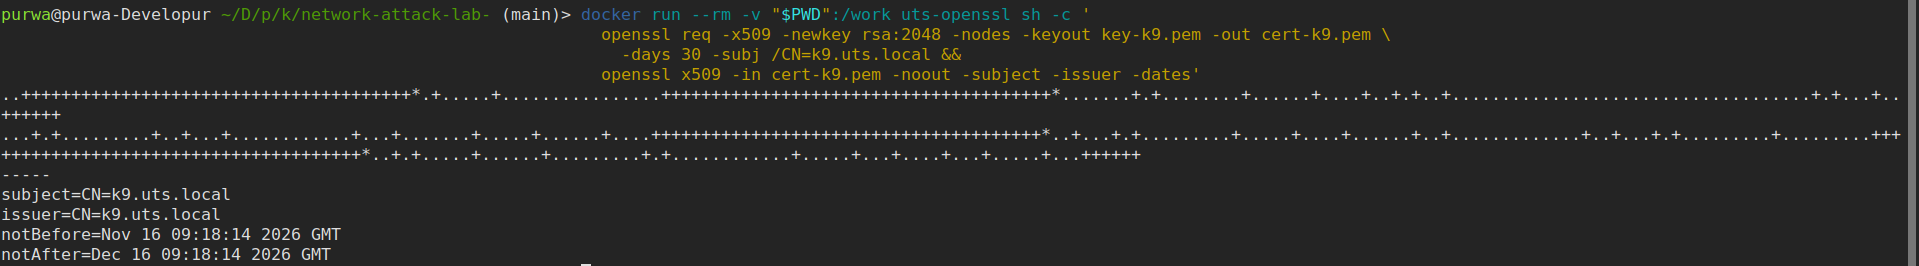 purwa@purwa-Developur ~/D/p/k/network-attack-lab- (main)> docker run --rm -v "$PWD":/work uts-openssl sh -c '
openssl req -x509 -newkey rsa:2048 -nodes -keyout key-k9.pem -out cert-k9.pem \
-days 30 -subj /CN=k9.uts.local &&
openssl x509 -in cert-k9.pem -noout -subject -issuer -dates'
..+++++++++++++++++++++++++++++++++++++++*.+.....+................+++++++++++++++++++++++++++++++++++++++*.......+.+........+......+....+..+.+..+....................................+.+...+..
++++++
...+.+.........+..+...+............+...+.......+.....+......+....+++++++++++++++++++++++++++++++++++++++*..+...+.+.........+.....+....+......+..+.............+..+...+.+.........+.........+++
++++++++++++++++++++++++++++++++++++*..+.+.....+......+.........+.+............+.....+...+....+...+.....+...++++++
-----
subject=CN=k9.uts.local
issuer=CN=k9.uts.local
notBefore=Nov 16 09:18:14 2026 GMT
notAfter=Dec 16 09:18:14 2026 GMT